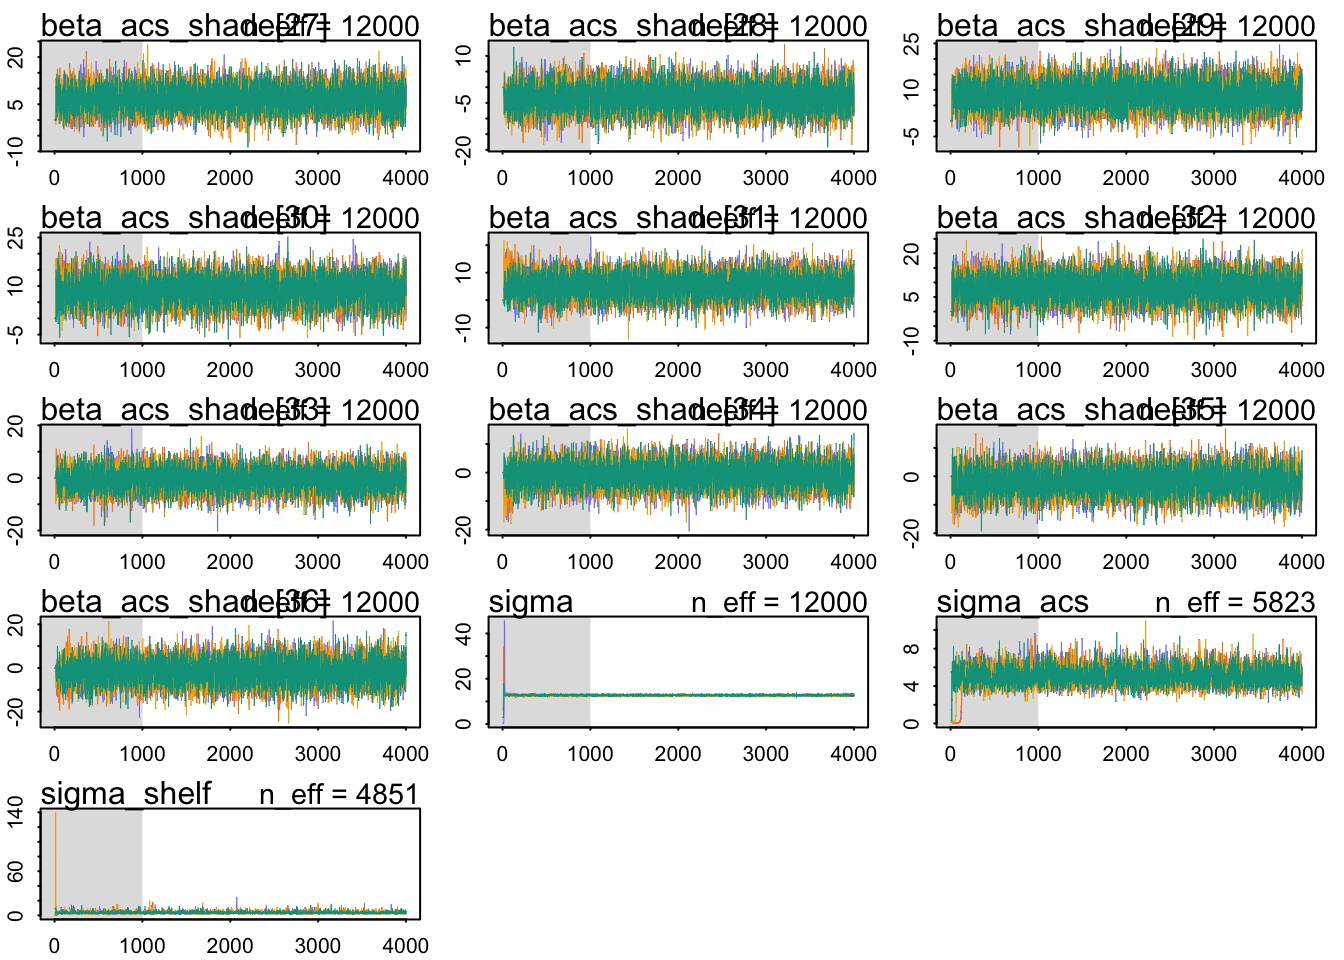 beta_acs_shade[27] n_eff = 12000
20
5
-10
0 1000 2000 3000 4000
beta_acs_shade[28] n_eff = 12000
10
-5
-20
0 1000 2000 3000 4000
beta_acs_shade[29] n_eff = 12000
25
10
-5
0 1000 2000 3000 4000
beta_acs_shade[30] n_eff = 12000
25
10
-5
0 1000 2000 3000 4000
beta_acs_shade[31] n_eff = 12000
10
-10
0 1000 2000 3000 4000
beta_acs_shade[32] n_eff = 12000
20
5
-10
0 1000 2000 3000 4000
beta_acs_shade[33] n_eff = 12000
20
0
-20
0 1000 2000 3000 4000
beta_acs_shade[34] n_eff = 12000
0
-20
0 1000 2000 3000 4000
beta_acs_shade[35] n_eff = 12000
0
-20
0 1000 2000 3000 4000
beta_acs_shade[36] n_eff = 12000
20
0
-20
0 1000 2000 3000 4000
sigma n_eff = 12000
40
20
0
0 1000 2000 3000 4000
sigma_acs n_eff = 5823
8
4
0
0 1000 2000 3000 4000
sigma_shelf n_eff = 4851
140
60
0
0 1000 2000 3000 4000